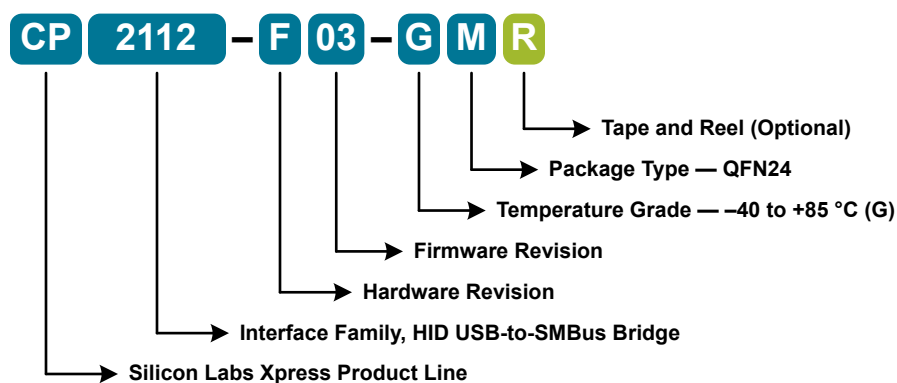 CP 2112 – F 03 – G M R
Tape and Reel (Optional)
Package Type — QFN24
Temperature Grade — –40 to +85 °C (G)
Firmware Revision
Hardware Revision
Interface Family, HID USB-to-SMBus Bridge
Silicon Labs Xpress Product Line